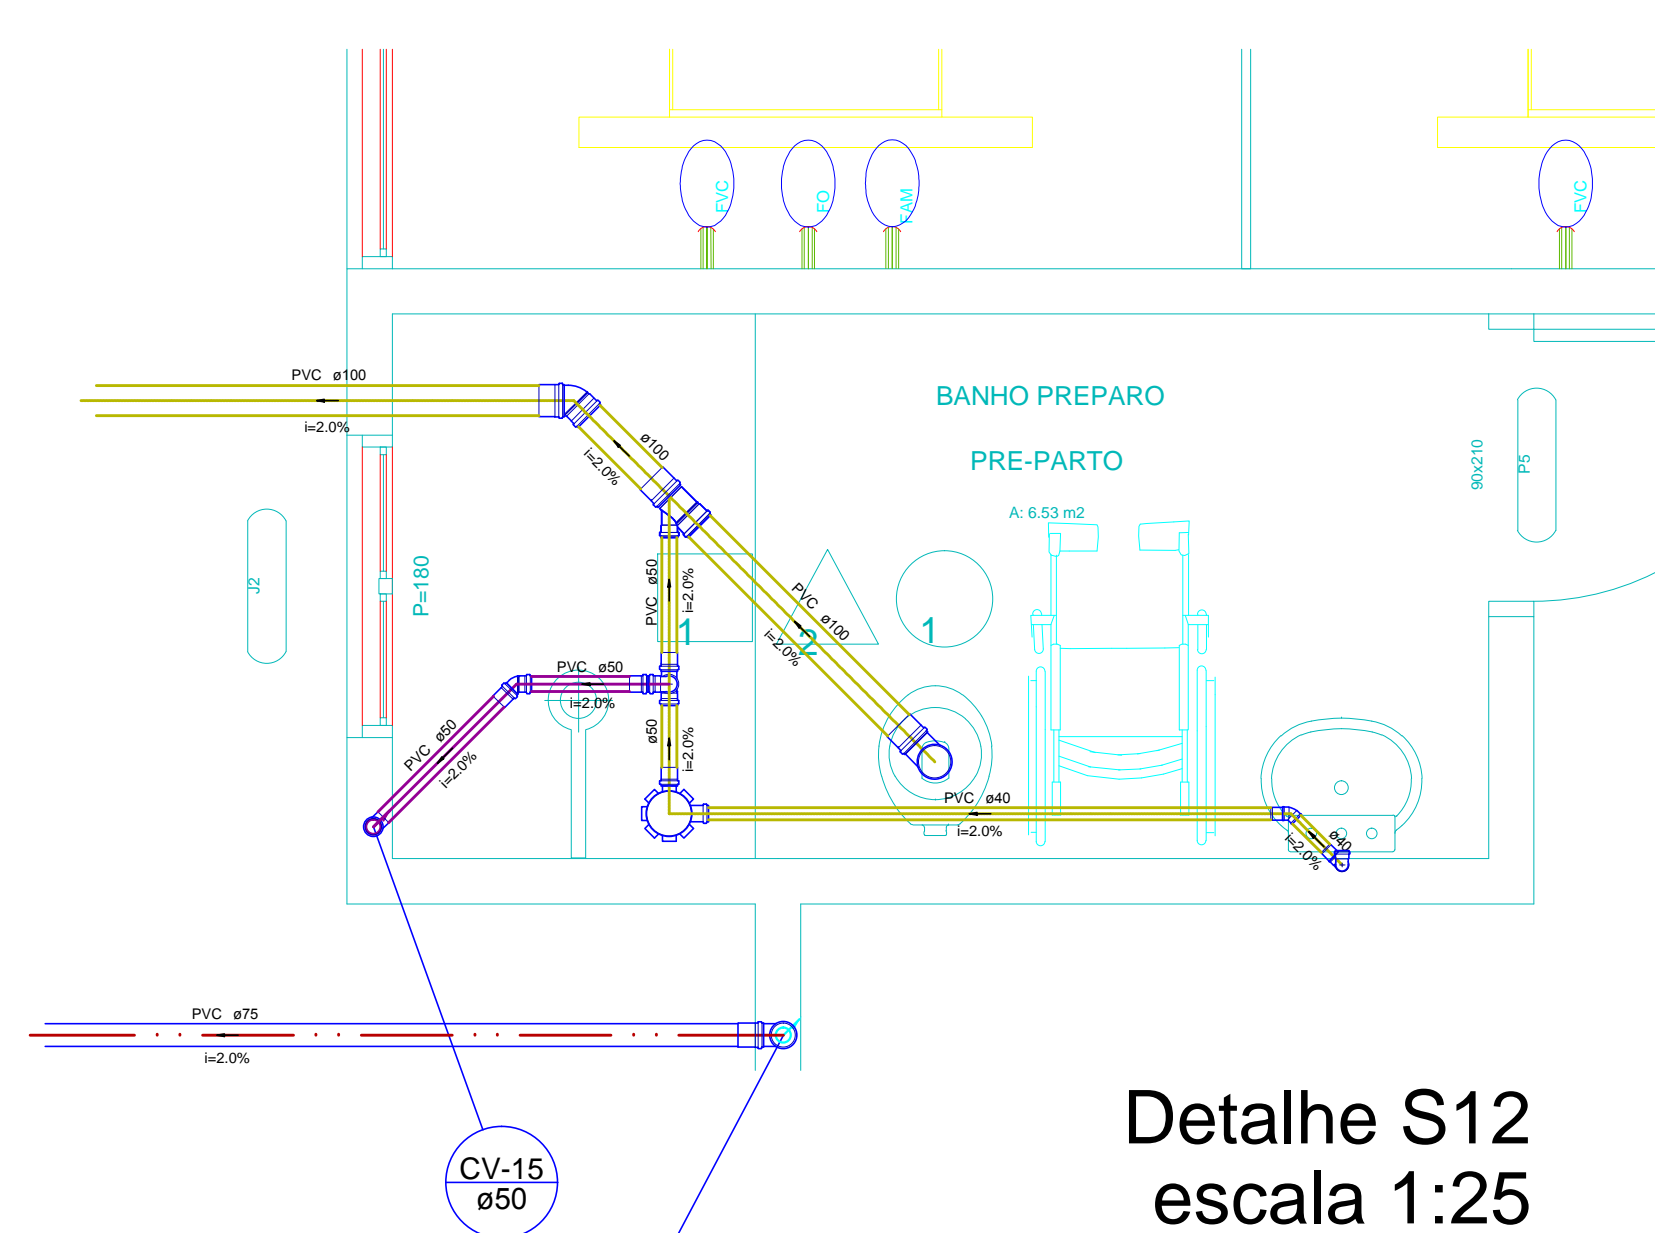 FVC
FO
FAM
FVC
PVC ø100
i=2.0%
ø100
i=2.0%
BANHO PREPARO
PRE-PARTO
A: 6.53 m2
90x210
P5
J2
P=180
PVC ø50
i=2.0%
1
PVC ø100
i=2.0%
2
1
PVC ø50
i=2.0%
PVC ø50
i=2.0%
ø50
i=2.0%
PVC ø40
i=2.0%
ø40
i=2.0%
PVC ø75
i=2.0%
CV-15
ø50
Detalhe S12
escala 1:25